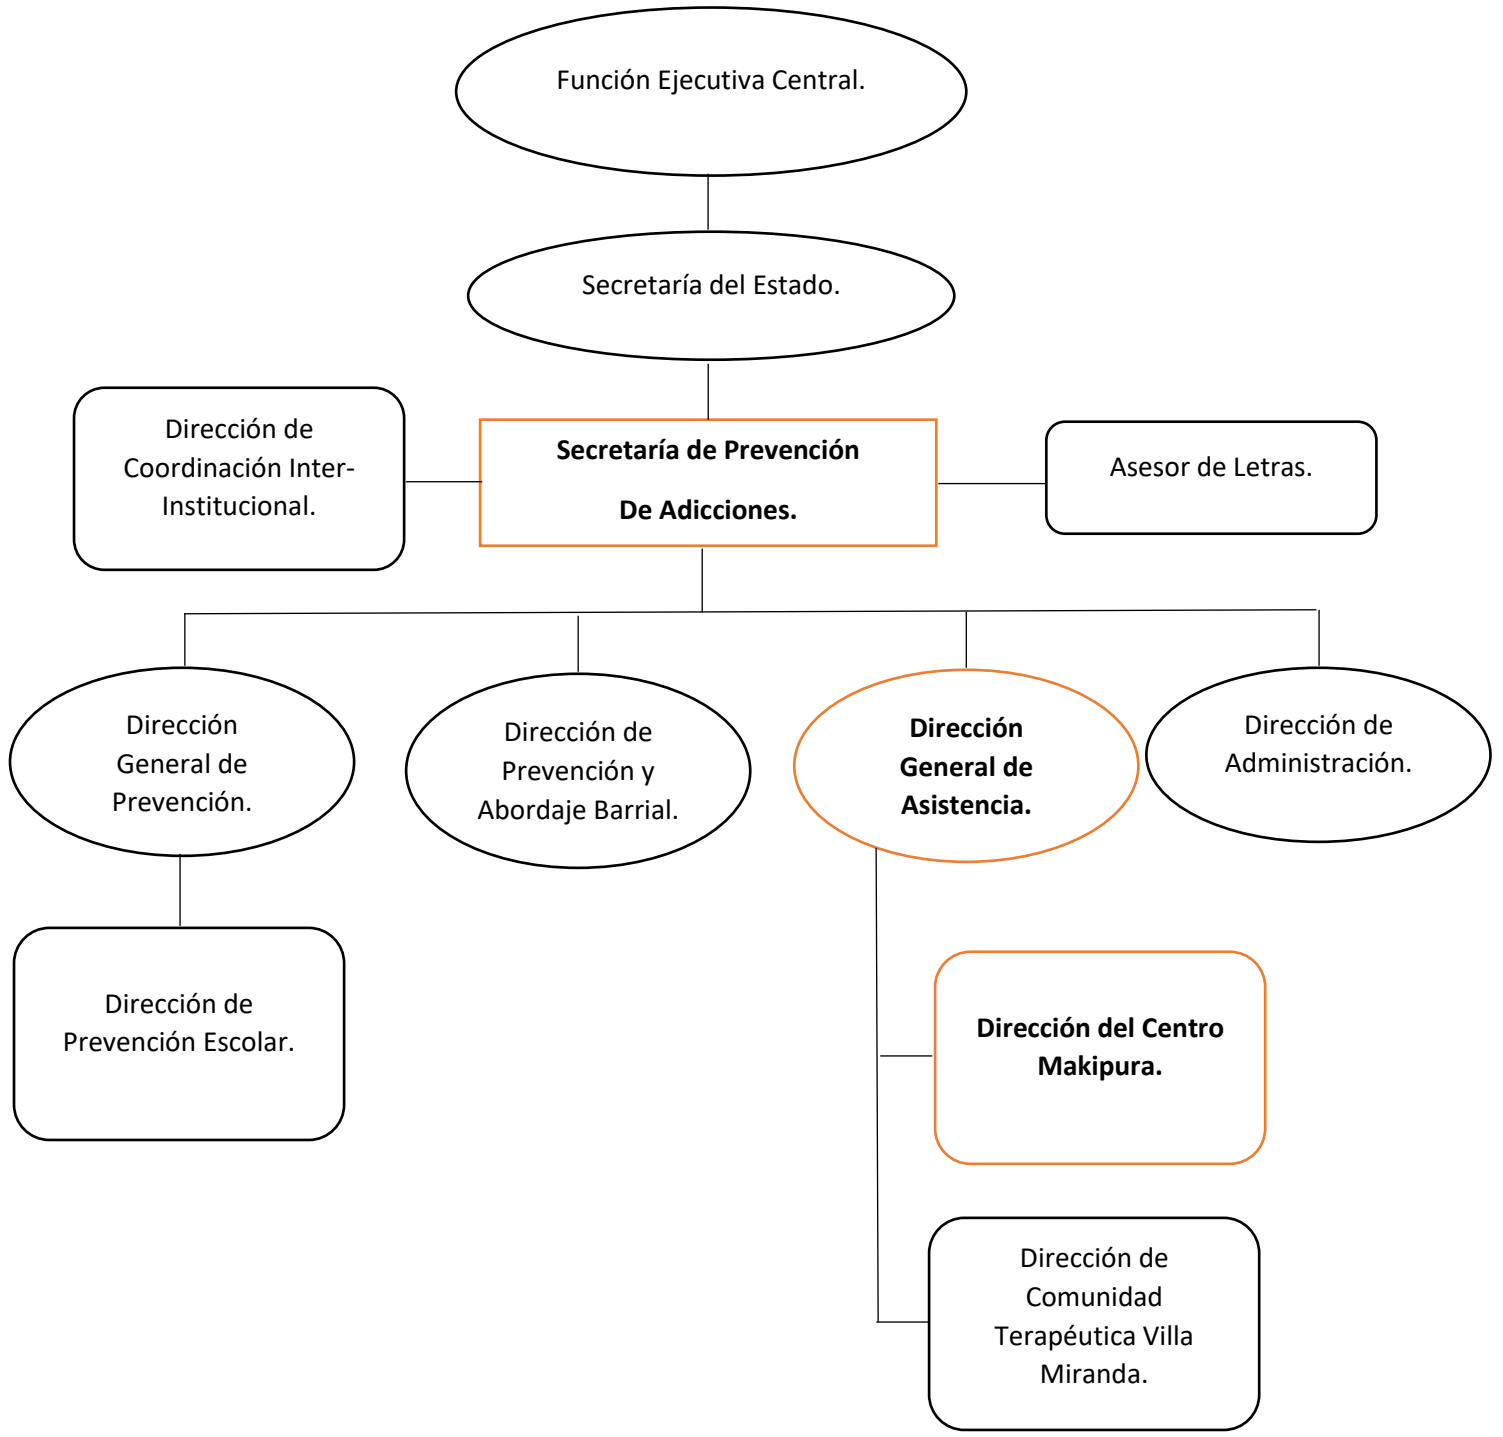 Función Ejecutiva Central.
Secretaría del Estado.
Dirección de
Coordinación Inter-
Institucional.
Secretaría de Prevención
De Adicciones.
Asesor de Letras.
Dirección
General de
Prevención.
Dirección de
Prevención y
Abordaje Barrial.
Dirección
General de
Asistencia.
Dirección de
Administración.
Dirección de
Prevención Escolar.
Dirección del Centro
Makipura.
Dirección de
Comunidad
Terapéutica Villa
Miranda.